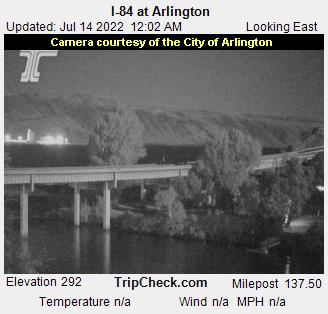 I-84 at Arlington
Updated: Jul 14 2022 12:02 AM Looking East
Camera courtesy of the City of Arlington
Elevation 292 TripCheck.com Milepost 137.50
Temperature n/a Wind n/a MPH n/a